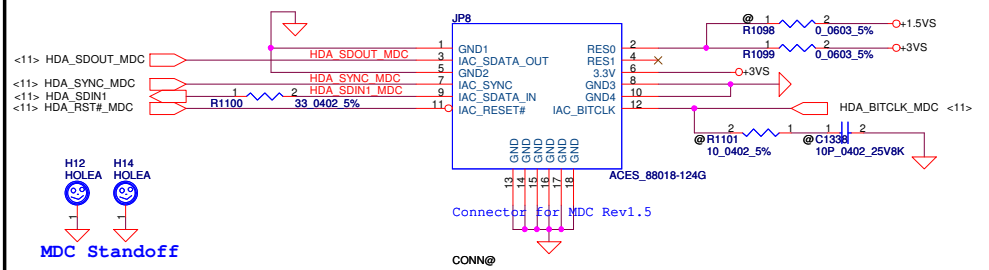 JP8
@
1 2
R1098 0_0603_5%
+1.5VS
1 2
R1099 0_0603_5%
+3VS
<11> HDA_SDOUT_MDC
HDA_SDOUT_MDC
1 GND1 RES0 2
3 IAC_SDATA_OUT RES1 4
5 GND2 3.3V 6
+3VS
<11> HDA_SYNC_MDC
HDA_SYNC_MDC
7 IAC_SYNC GND3 8
<11> HDA_SDIN1
1 2
R1100 33_0402_5%
HDA_SDIN1_MDC
9 IAC_SDATA_IN GND4 10
<11> HDA_RST#_MDC
11 IAC_RESET# IAC_BITCLK 12
HDA_BITCLK_MDC <11>
@R1101 2 1
10_0402_5%
@C1338 1 2
10P_0402_25V8K
GND GND GND GND GND GND
13 14 15 16 17 18
ACES_88018-124G
Connector for MDC Rev1.5
CONN@
H12 H14
HOLEA HOLEA
1 1
MDC Standoff